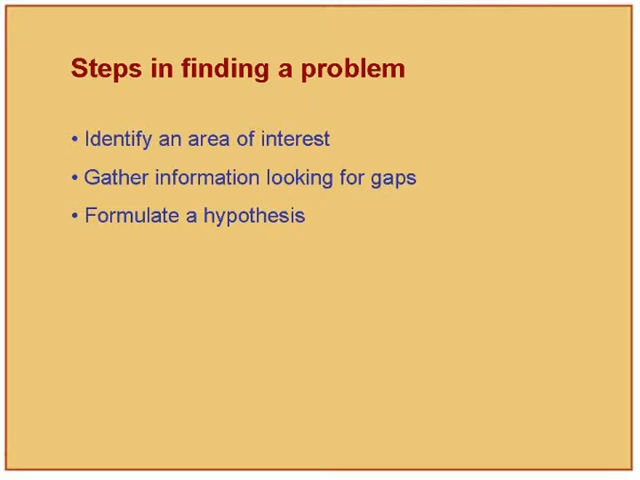 Steps in finding a problem
• Identify an area of interest
• Gather information looking for gaps
• Formulate a hypothesis